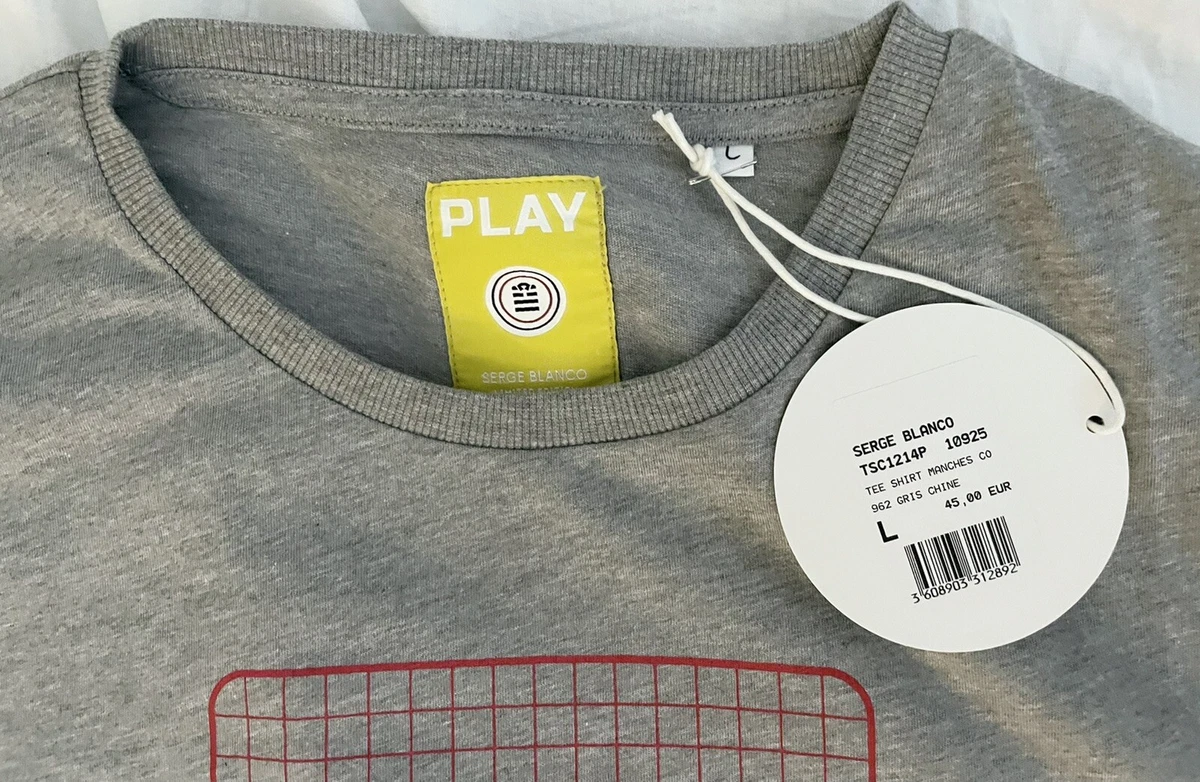 L
PLAY
SERGE BLANCO
SERGE BLANCO
TSC1214P 10925
TEE SHIRT MANCHES CO
962 GRIS CHINE
45,00 EUR
L
3 608903 312892